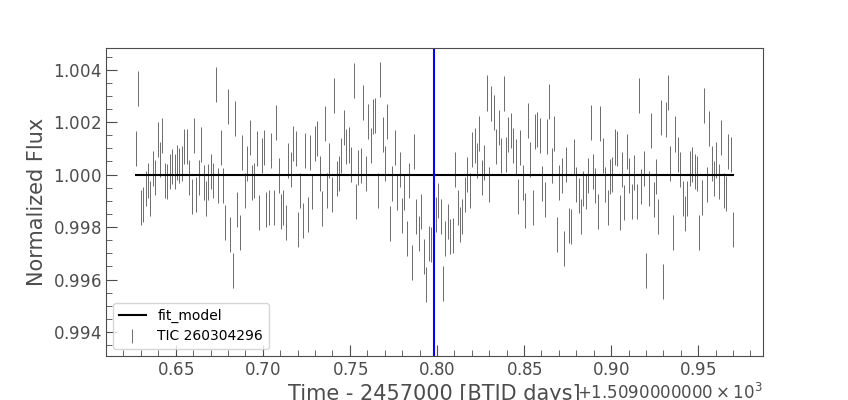 1.004
1.002
1.000
0.998
0.996
0.994
Normalized Flux
fit_model
TIC 260304296
0.65 0.70 0.75 0.80 0.85 0.90 0.95
Time - 2457000 [BTJD days]
+1.5090000000 × 10³